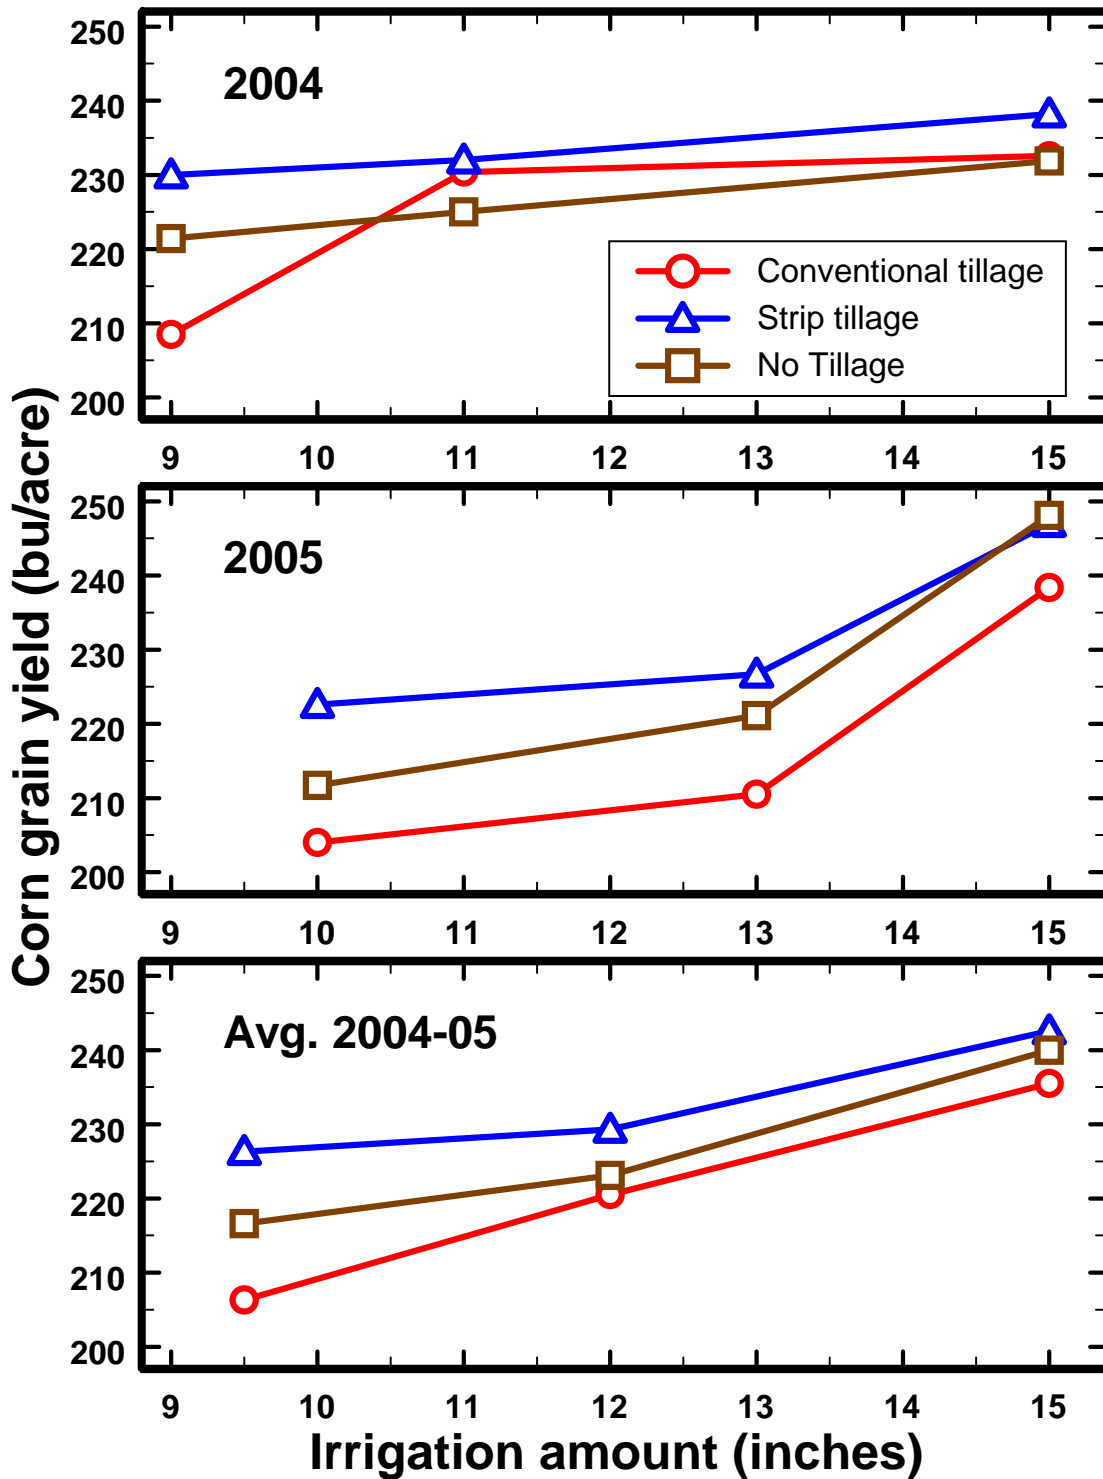 Corn grain yield (bu/acre)
250
240
230
220
210
200
2004
Conventional tillage
Strip tillage
No Tillage
9 10 11 12 13 14 15
250
240
230
220
210
200
2005
9 10 11 12 13 14 15
250
240
230
220
210
200
Avg. 2004-05
9 10 11 12 13 14 15
Irrigation amount (inches)